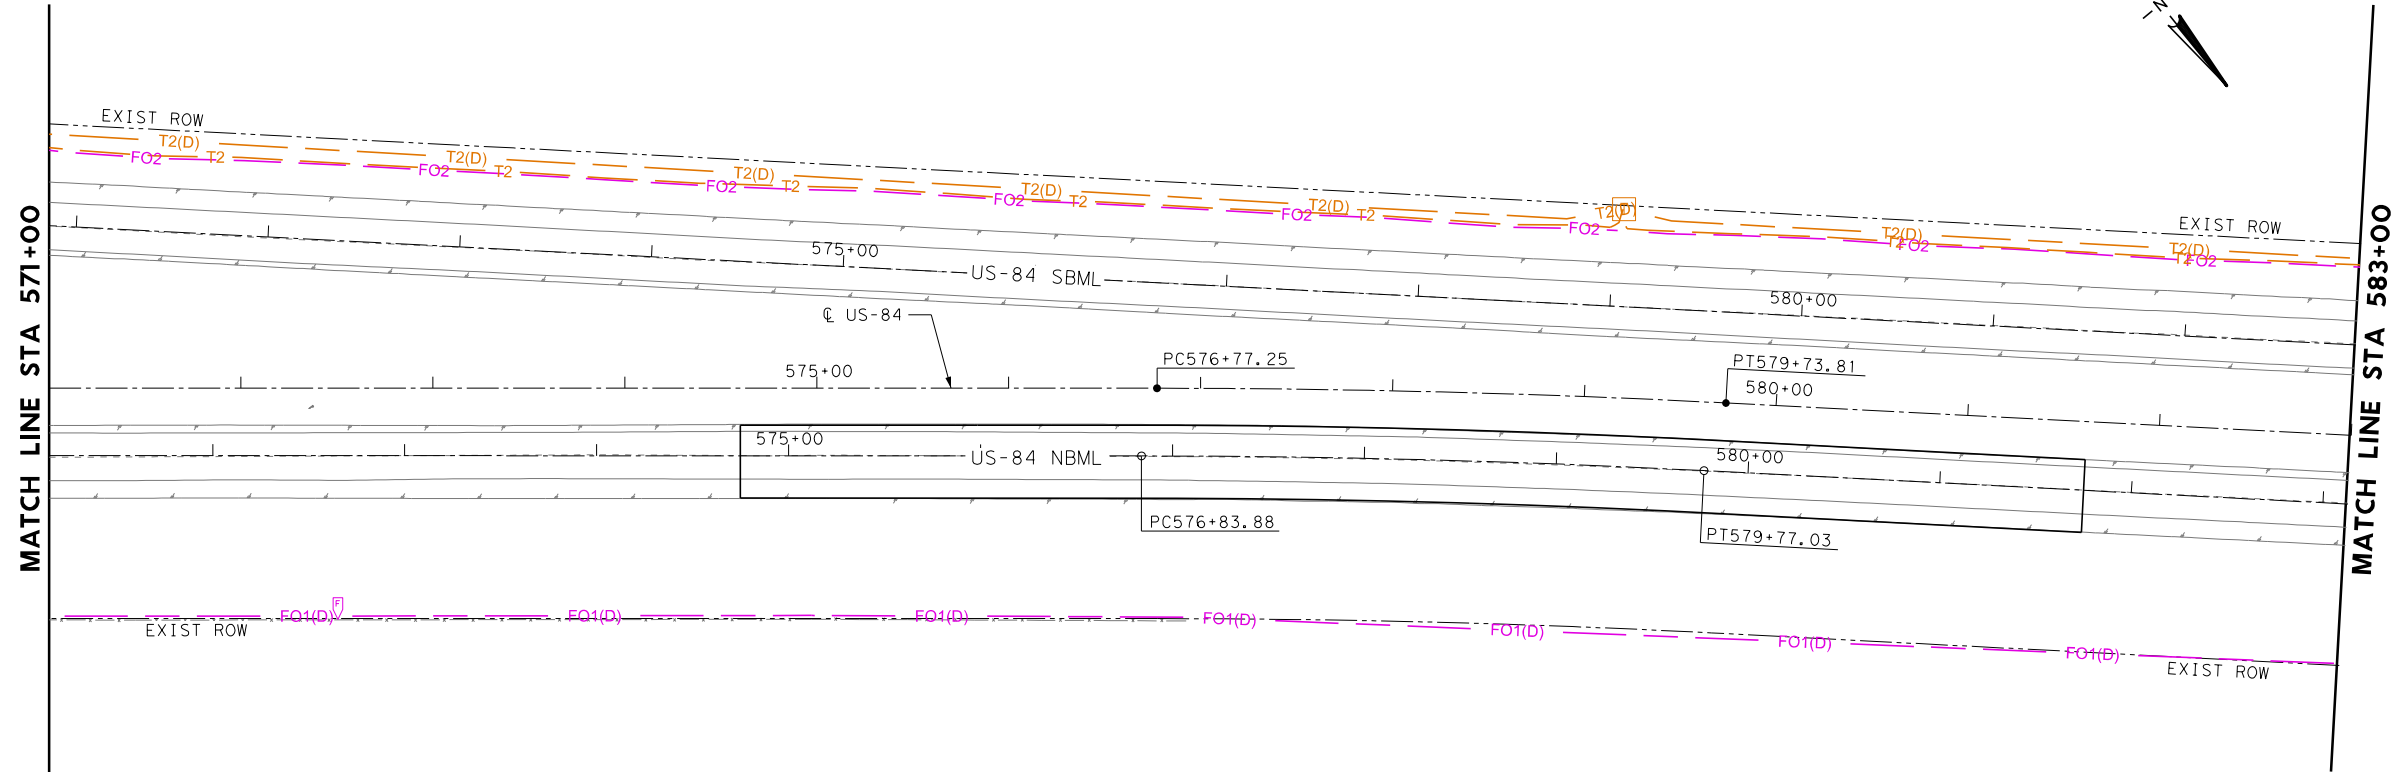 N
EXIST ROW
T2(D) T2(D) T2(D) T2(D) T2(D) T2(D) T2(D) T2(D)
FO2 T2 FO2 T2 FO2 T2 FO2 T2 FO2 T2 FO2 T2 FO2 T2 FO2
EXIST ROW
575+00
US-84 SBML
580+00
℄ US-84
575+00
PC576+77.25
PT579+73.81
580+00
575+00
US-84 NBML
580+00
PC576+83.88
PT579+77.03
F
FO1(D) FO1(D) FO1(D) FO1(D) FO1(D) FO1(D) FO1(D)
EXIST ROW
EXIST ROW
MATCH LINE STA 571+00
MATCH LINE STA 583+00